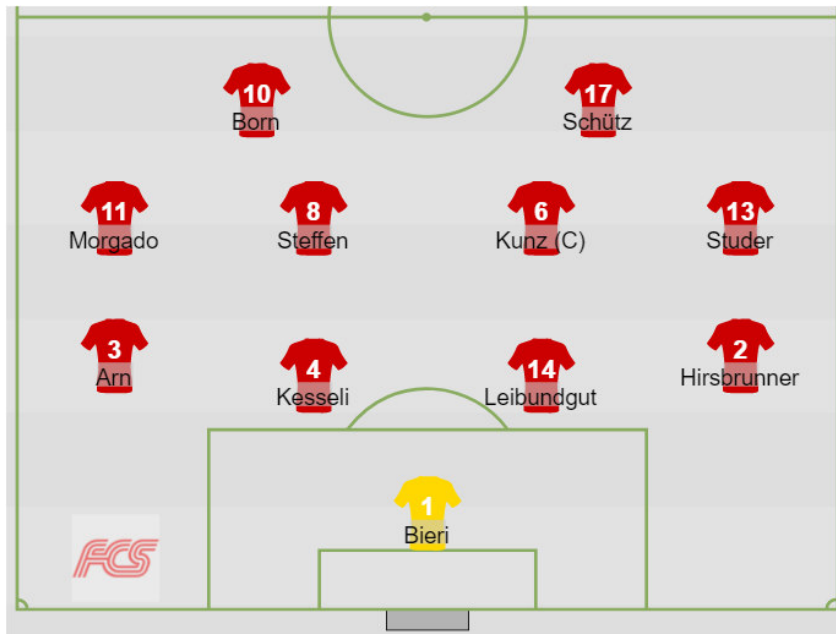 10
Born
17
Schütz
11
Morgado
8
Steffen
6
Kunz (C)
13
Studer
3
Arn
4
Kesseli
14
Leibundgut
2
Hirsbrunner
1
Bieri
FCS